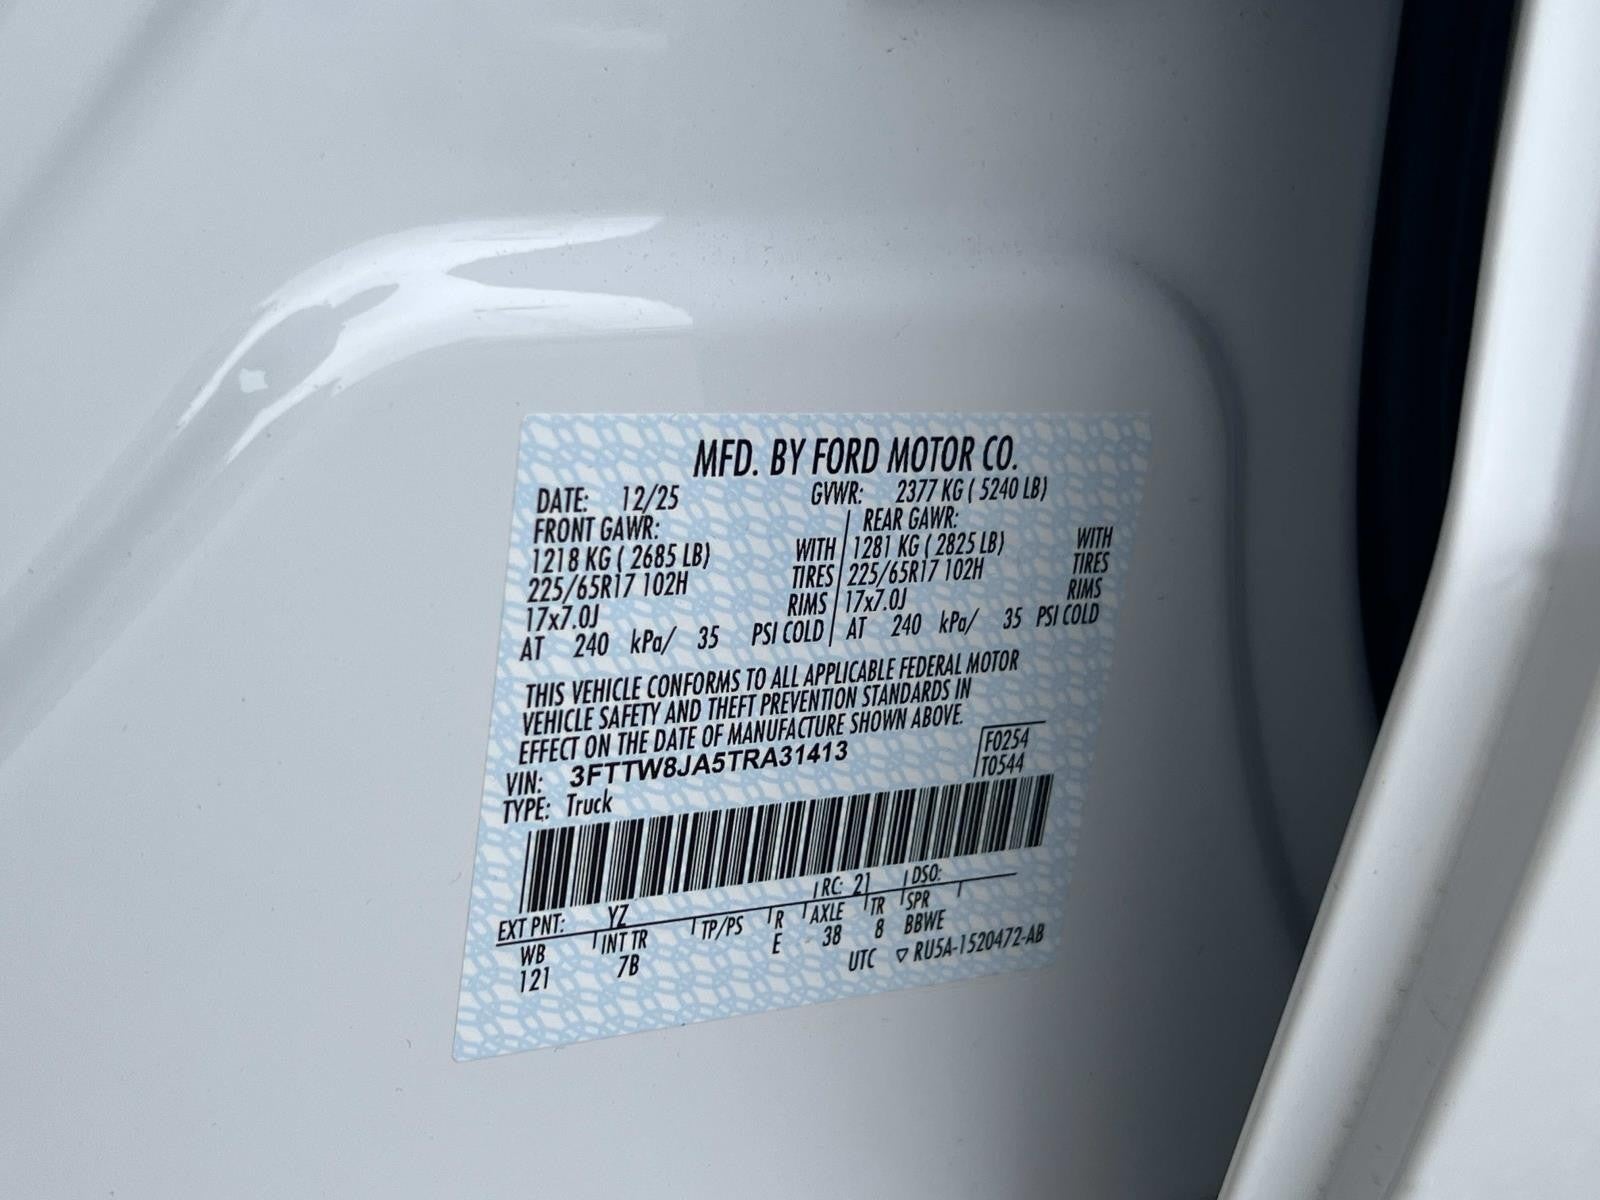 MFD. BY FORD MOTOR CO.
DATE: 12/25 GVWR: 2377 KG ( 5240 LB)
FRONT GAWR: REAR GAWR:
1218 KG ( 2685 LB) WITH 1281 KG ( 2825 LB) WITH
225/65R17 102H TIRES 225/65R17 102H TIRES
17x7.0J RIMS 17x7.0J RIMS
AT 240 kPa/ 35 PSI COLD AT 240 kPa/ 35 PSI COLD
THIS VEHICLE CONFORMS TO ALL APPLICABLE FEDERAL MOTOR
VEHICLE SAFETY AND THEFT PREVENTION STANDARDS IN
EFFECT ON THE DATE OF MANUFACTURE SHOWN ABOVE.
VIN: 3FTTW8JA5TRA31413 F0254
TYPE: Truck T0544
EXT PNT: YZ RC: 21 DSO:
WB INT TR TP/PS R AXLE TR SPR
121 7B E 38 8 BBWE
UTC ▽ RU5A-1520472-AB